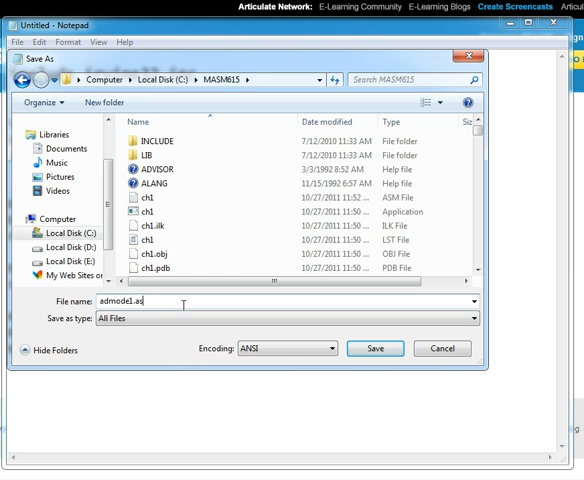 Articulate Network: E-Learning Community E-Learning Blogs Create Screencasts Articul
Untitled - Notepad
File Edit Format View Help
Save As
Computer Local Disk (C:) MASM615 Search MASM615
Organize New folder
Name Date modified Type Siz
Libraries
Documents
Music
Pictures
Videos
Computer
Local Disk (C:)
Local Disk (D:)
Local Disk (E:)
My Web Sites on
INCLUDE 7/12/2010 11:33 AM File folder
LIB 7/12/2010 11:33 AM File folder
ADVISOR 3/3/1992 8:52 AM Help file
ALANG 11/15/1992 6:57 AM Help file
ch1 10/27/2011 11:52 ... ASM File
ch1 10/27/2011 11:50 ... Application
ch1.ilk 10/27/2011 11:50 ... ILK File
ch1 10/27/2011 11:50 ... LST File
ch1.obj 10/27/2011 11:50 ... OBJ File
ch1.pdb 10/27/2011 11:50 ... PDB File
File name: admode1.as
Save as type: All Files
Hide Folders Encoding: ANSI Save Cancel